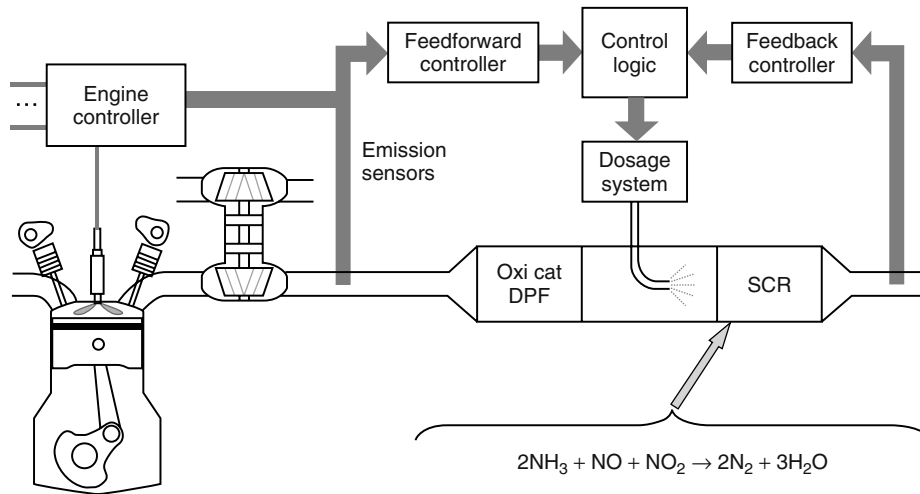 Feedforward
controller
Control
logic
Feedback
controller
...
Engine
controller
Emission
sensors
Dosage
system
Oxi cat
DPF
SCR
2NH₃ + NO + NO₂ → 2N₂ + 3H₂O